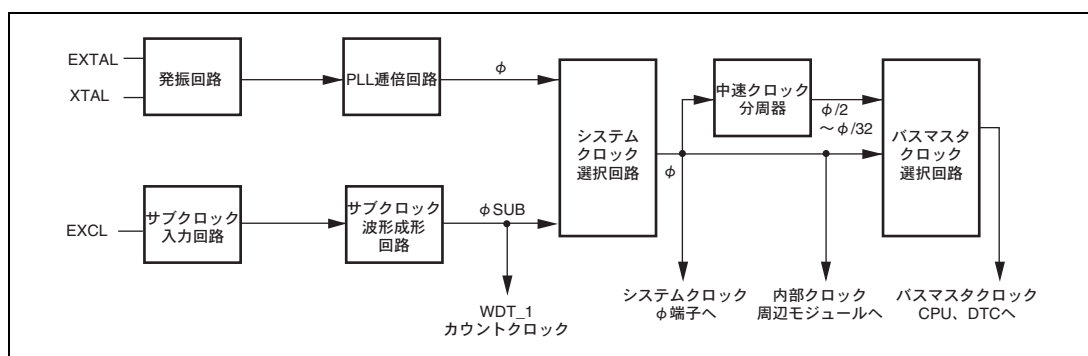 EXTAL
XTAL
発振回路
PLL逓倍回路
φ
システム
クロック
選択回路
φ
中速クロック
分周器
φ/2
～φ/32
バスマスタ
クロック
選択回路
EXCL
サブクロック
入力回路
サブクロック
波形成形
回路
φSUB
WDT_1
カウントクロック
システムクロック
φ端子へ
内部クロック
周辺モジュールへ
バスマスタクロック
CPU、DTCへ